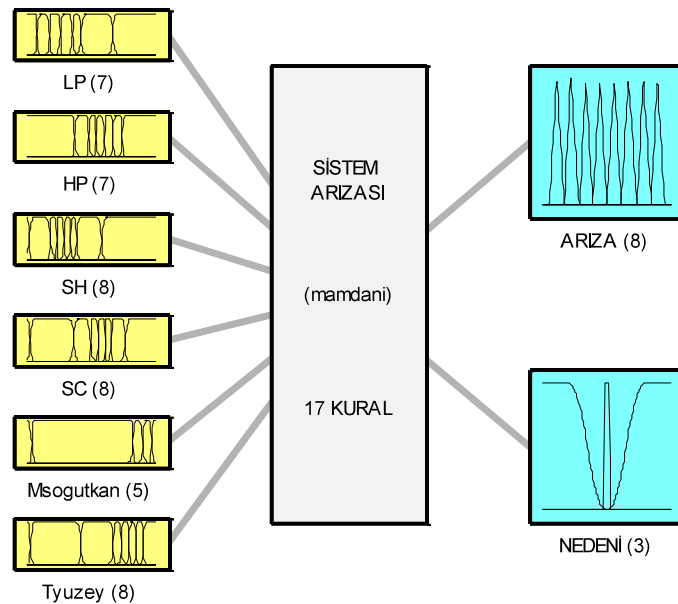 LP (7)
HP (7)
SH (8)
SC (8)
Msogutkan (5)
Tyuzey (8)
SİSTEM
ARIZASI
(mamdani)
17 KURAL
ARIZA (8)
NEDENİ (3)